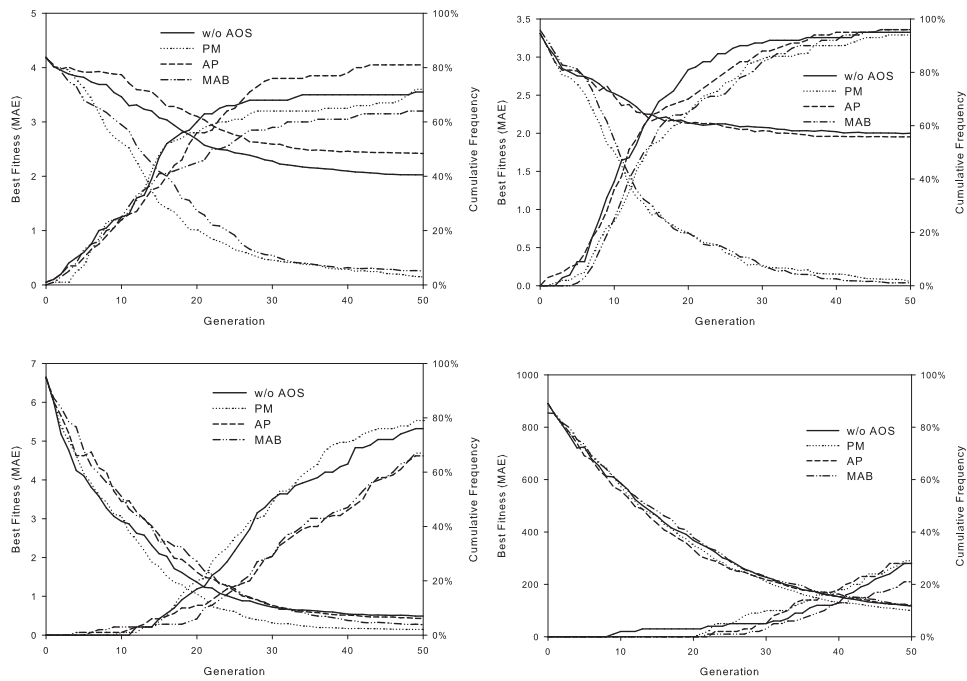 5
4
3
2
1
0
Best Fitness (MAE)
w/o AOS
PM
AP
MAB
100%
80%
60%
40%
20%
0%
Cumulative Frequency
0 10 20 30 40 50
Generation
3.5
3.0
2.5
2.0
1.5
1.0
0.5
0.0
Best Fitness (MAE)
w/o AOS
PM
AP
MAB
100%
80%
60%
40%
20%
0%
Cumulative Frequency
0 10 20 30 40 50
Generation
7
6
5
4
3
2
1
0
Best Fitness (MAE)
w/o AOS
PM
AP
MAB
100%
80%
60%
40%
20%
0%
Cumulative Frequency
0 10 20 30 40 50
Generation
1000
800
600
400
200
0
Best Fitness (MAE)
w/o AOS
PM
AP
MAB
100%
80%
60%
40%
20%
0%
Cumulative Frequency
0 10 20 30 40 50
Generation